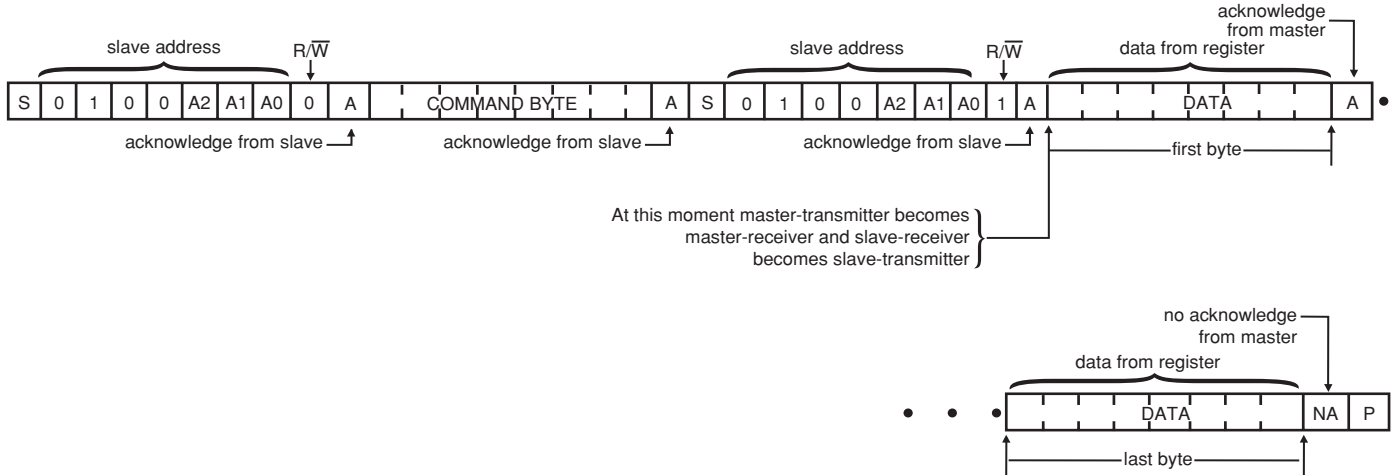 acknowledge
from master
slave address R/W̅ slave address R/W̅ data from register
S 0 1 0 0 A2 A1 A0 0 A COMMAND BYTE A S 0 1 0 0 A2 A1 A0 1 A DATA A
acknowledge from slave acknowledge from slave acknowledge from slave
first byte
At this moment master-transmitter becomes
master-receiver and slave-receiver
becomes slave-transmitter
no acknowledge
from master
data from register
DATA NA P
last byte